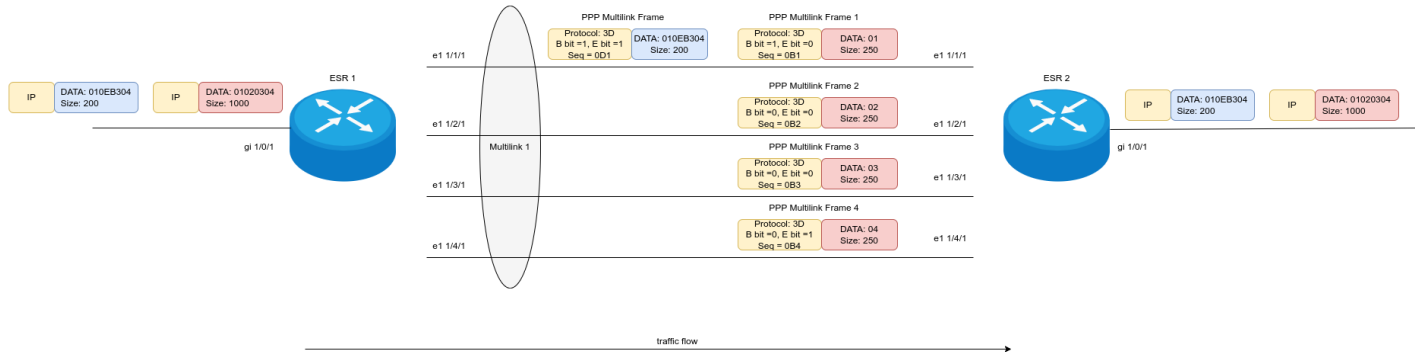 PPP Multilink Frame
PPP Multilink Frame 1
Protocol: 3D
B bit =1, E bit =1
Seq = 0D1
DATA: 010EB304
Size: 200
Protocol: 3D
B bit =1, E bit =0
Seq = 0B1
DATA: 01
Size: 250
e1 1/1/1
e1 1/1/1
ESR 1
ESR 2
IP
DATA: 010EB304
Size: 200
IP
DATA: 01020304
Size: 1000
PPP Multilink Frame 2
Protocol: 3D
B bit =0, E bit =0
Seq = 0B2
DATA: 02
Size: 250
IP
DATA: 010EB304
Size: 200
IP
DATA: 01020304
Size: 1000
e1 1/2/1
e1 1/2/1
gi 1/0/1
Multilink 1
gi 1/0/1
PPP Multilink Frame 3
Protocol: 3D
B bit =0, E bit =0
Seq = 0B3
DATA: 03
Size: 250
e1 1/3/1
e1 1/3/1
PPP Multilink Frame 4
Protocol: 3D
B bit =0, E bit =1
Seq = 0B4
DATA: 04
Size: 250
e1 1/4/1
e1 1/4/1
traffic flow